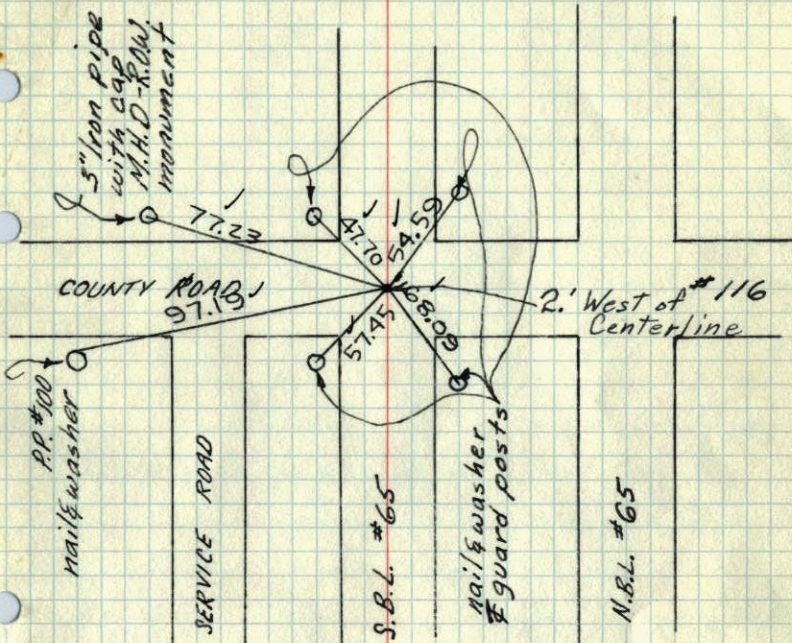 3" Iron pipe
with cap
M.H.D-R.O.W.
monument
77.23 ✓
47.70 ✓
54.59 ✓
COUNTY ROAD
97.19 ✓
57.45 ✓
68.09 ✓
2.' West of #116
Centerline
P.P. #100
nail & washer
SERVICE ROAD
S.B.L. #65
nail & washer
℄ guard posts
N.B.L. #65